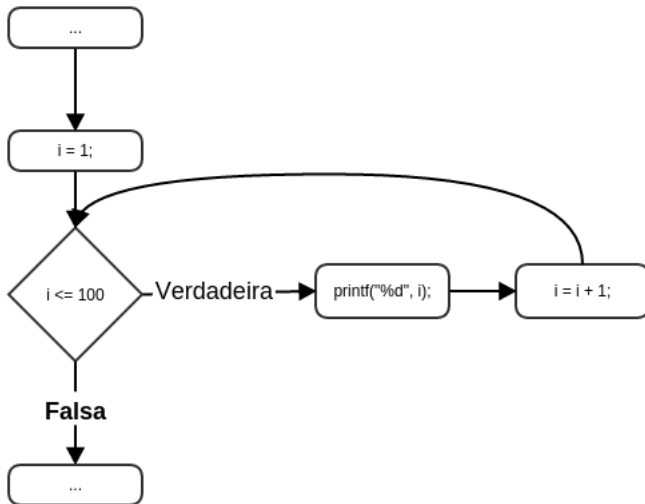 ...
i = 1;
i <= 100
Verdadeira
printf("%d", i);
i = i + 1;
Falsa
...